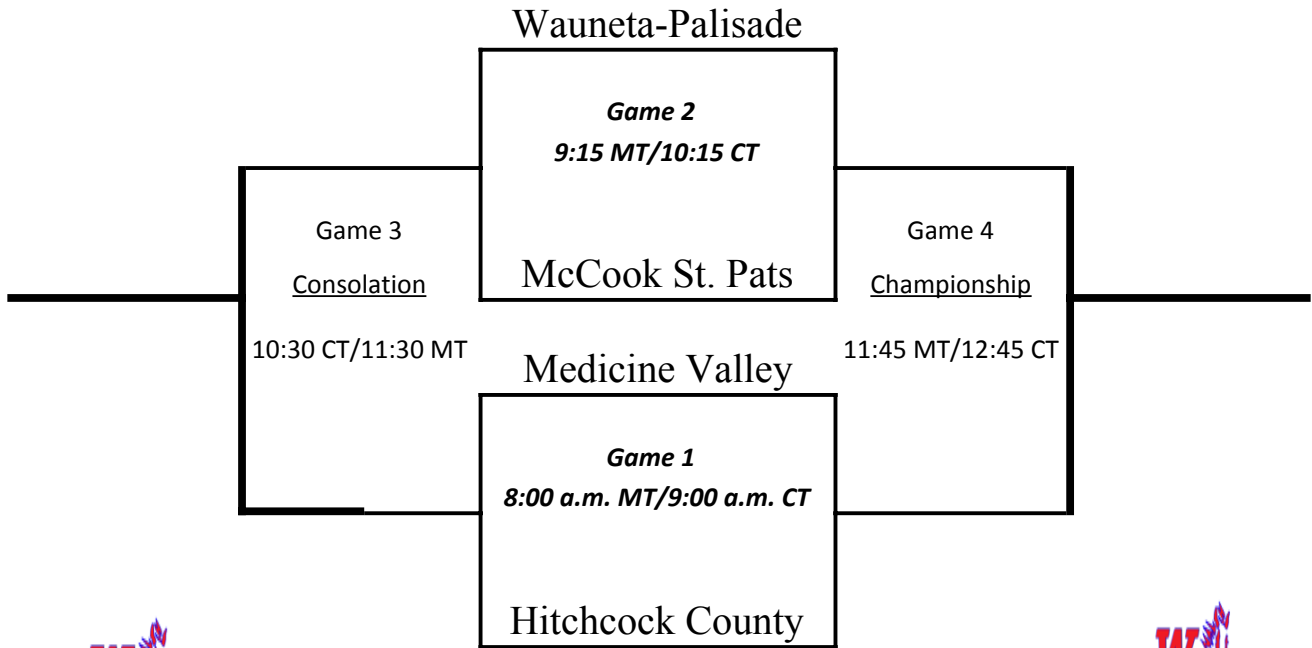 Wauneta-Palisade
Game 2
9:15 MT/10:15 CT
McCook St. Pats
Game 3
Consolation
10:30 CT/11:30 MT
Game 4
Championship
11:45 MT/12:45 CT
Medicine Valley
Game 1
8:00 a.m. MT/9:00 a.m. CT
Hitchcock County